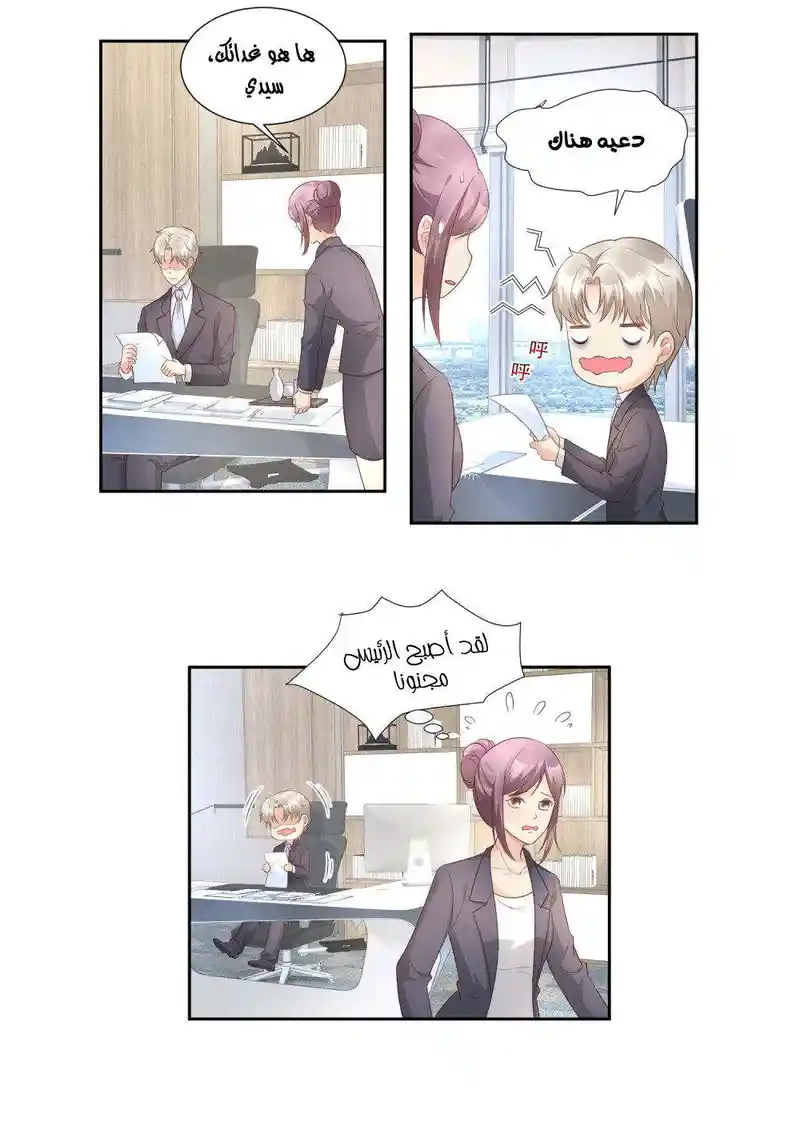 ها هو غدائك،
سيدي
دعيه هناك
呼
呼
لقد أصبح الرئيس
مجنونا